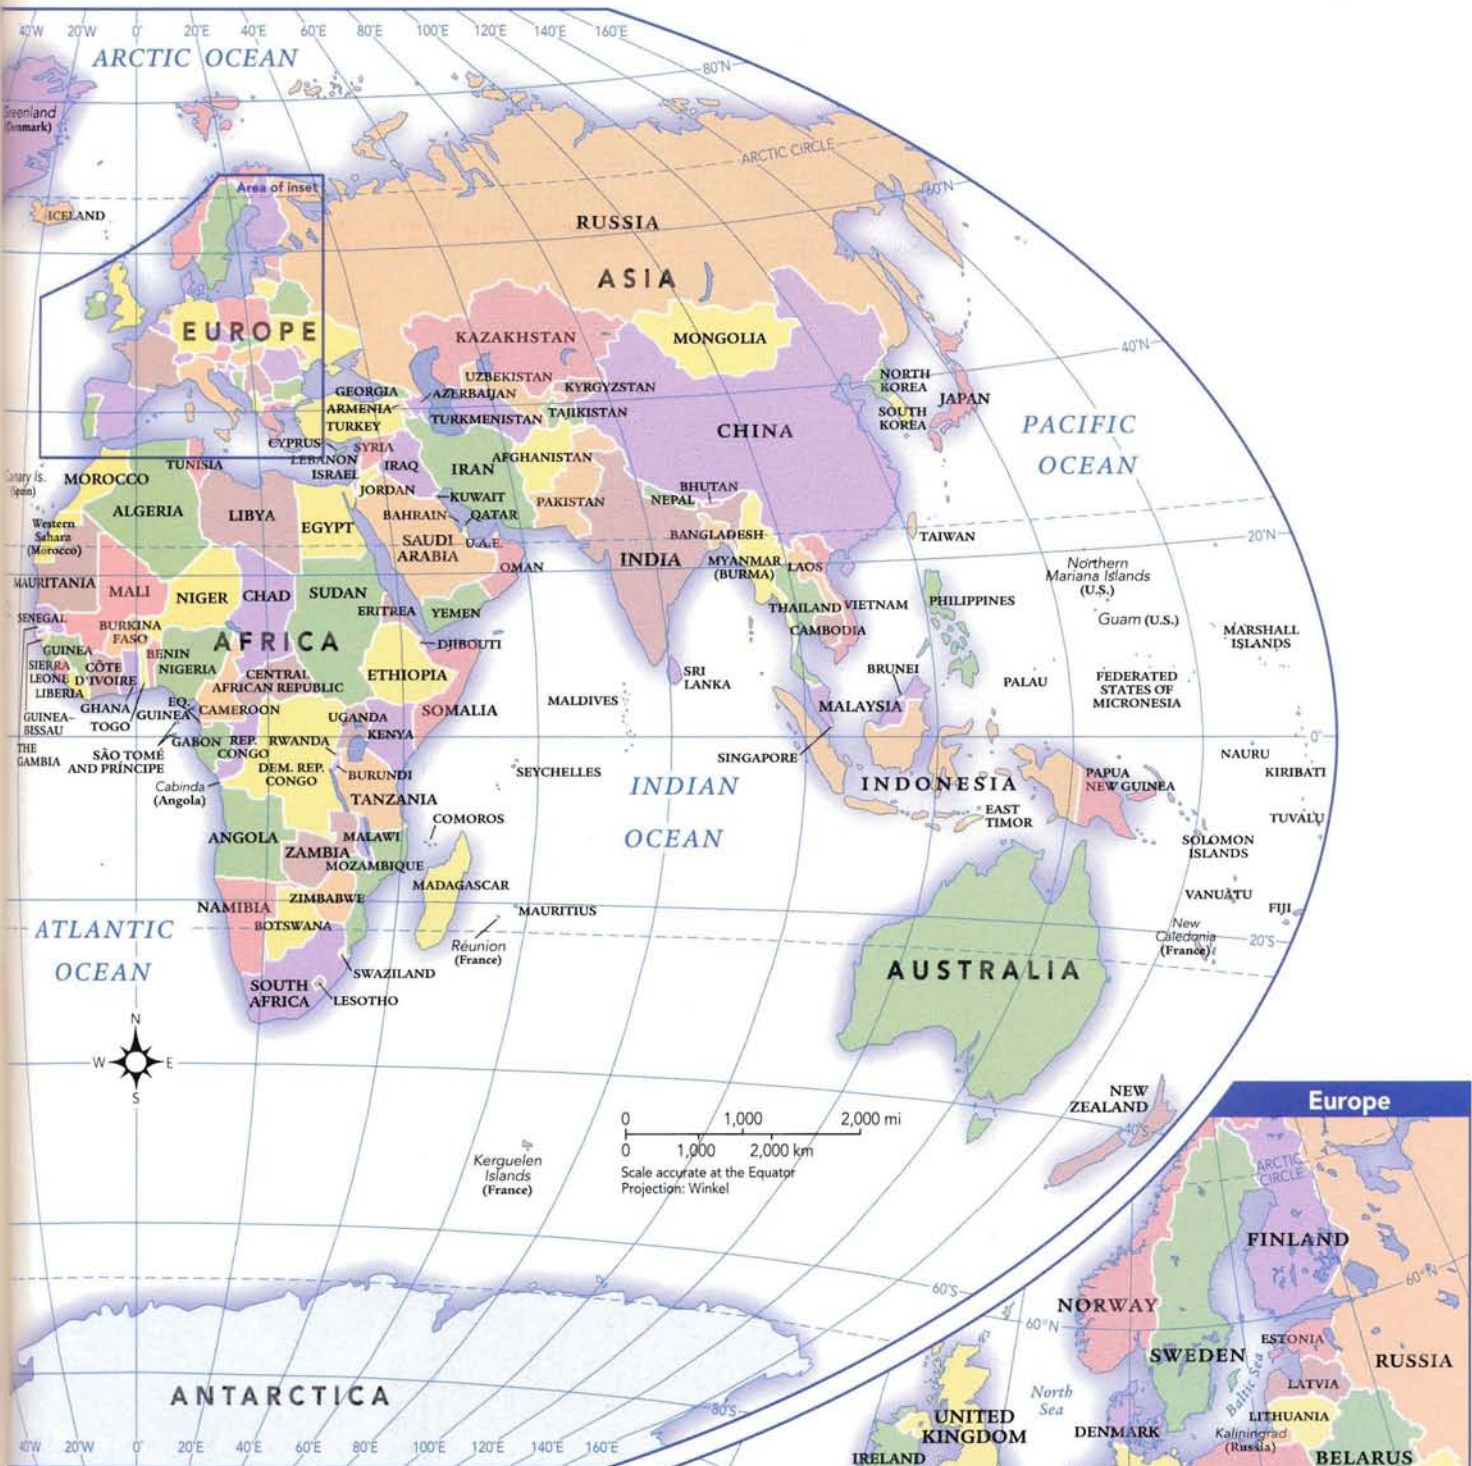 40°W 20°W 0° 20°E 40°E 60°E 80°E 100°E 120°E 140°E 160°E
ARCTIC OCEAN
80°N
Greenland
(Denmark)
ARCTIC CIRCLE
60°N
Area of inset
ICELAND
RUSSIA
ASIA
EUROPE
KAZAKHSTAN
MONGOLIA
40°N
UZBEKISTAN
KYRGYZSTAN
GEORGIA
AZERBAIJAN
ARMENIA
TURKMENISTAN
TAJIKISTAN
TURKEY
NORTH
KOREA
SOUTH
KOREA
JAPAN
CHINA
PACIFIC
OCEAN
CYPRUS
SYRIA
LEBANON
ISRAEL
IRAQ
IRAN
AFGHANISTAN
TUNISIA
MOROCCO
Canary Is.
(Spain)
JORDAN
KUWAIT
PAKISTAN
NEPAL
BHUTAN
ALGERIA
LIBYA
EGYPT
BAHRAIN
QATAR
Western
Sahara
(Morocco)
SAUDI
ARABIA
U.A.E.
OMAN
INDIA
BANGLADESH
MYANMAR
(BURMA)
LAOS
TAIWAN
20°N
Northern
Mariana Islands
(U.S.)
Guam (U.S.)
MAURITANIA
MALI
NIGER
CHAD
SUDAN
ERITREA
YEMEN
THAILAND
VIETNAM
CAMBODIA
PHILIPPINES
MARSHALL
ISLANDS
SENEGAL
BURKINA
FASO
AFRICA
DJIBOUTI
GUINEA
BENIN
NIGERIA
SIERRA
LEONE
CÔTE
D'IVOIRE
LIBERIA
CENTRAL
AFRICAN REPUBLIC
ETHIOPIA
SRI
LANKA
BRUNEI
PALAU
FEDERATED
STATES OF
MICRONESIA
GHANA
TOGO
EQ.
GUINEA
CAMEROON
UGANDA
SOMALIA
MALDIVES
MALAYSIA
GUINEA-
BISSAU
KENYA
THE
GAMBIA
SÃO TOMÉ
AND PRÍNCIPE
GABON
REP.
CONGO
RWANDA
SINGAPORE
0°
NAURU
KIRIBATI
DEM. REP.
CONGO
BURUNDI
SEYCHELLES
INDIAN
OCEAN
INDONESIA
PAPUA
NEW GUINEA
Cabinda
(Angola)
TANZANIA
COMOROS
EAST
TIMOR
TUVALU
SOLOMON
ISLANDS
ANGOLA
ZAMBIA
MALAWI
MOZAMBIQUE
MADAGASCAR
VANUATU
FIJI
NAMIBIA
ZIMBABWE
BOTSWANA
MAURITIUS
Réunion
(France)
New
Caledonia
(France)
20°S
ATLANTIC
OCEAN
SWAZILAND
SOUTH
AFRICA
LESOTHO
AUSTRALIA
N
W E
S
NEW
ZEALAND
40°S
0 1,000 2,000 mi
0 1,000 2,000 km
Scale accurate at the Equator
Projection: Winkel
Kerguelen
Islands
(France)
60°S
ANTARCTICA
80°S
40°W 20°W 0° 20°E 40°E 60°E 80°E 100°E 120°E 140°E 160°E
Europe
ARCTIC
CIRCLE
FINLAND
60°N
NORWAY
60°N
SWEDEN
ESTONIA
RUSSIA
LATVIA
Baltic Sea
North
Sea
LITHUANIA
UNITED
KINGDOM
DENMARK
Kaliningrad
(Russia)
IRELAND
BELARUS